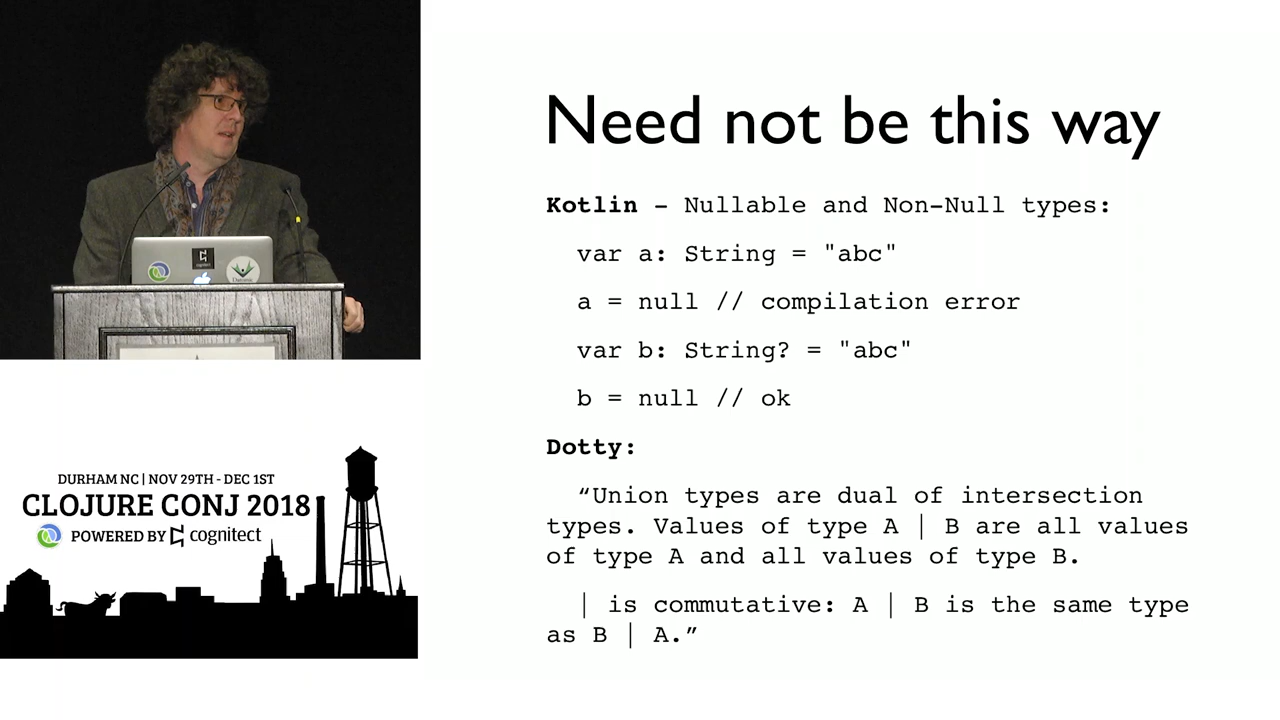 Need not be this way
Kotlin – Nullable and Non-Null types:
var a: String = "abc"
a = null // compilation error
var b: String? = "abc"
b = null // ok
Dotty:
“Union types are dual of intersection
types. Values of type A | B are all values
of type A and all values of type B.
| is commutative: A | B is the same type
as B | A.”
cognitect
DURHAM NC | NOV 29TH - DEC 1ST
CLOJURE CONJ 2018
POWERED BY cognitect